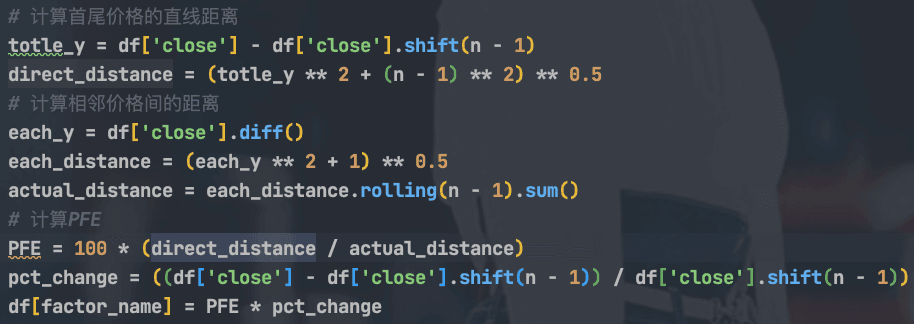 # 计算首尾价格的直线距离
totle_y = df['close'] - df['close'].shift(n - 1)
direct_distance = (totle_y ** 2 + (n - 1) ** 2) ** 0.5
# 计算相邻价格间的距离
each_y = df['close'].diff()
each_distance = (each_y ** 2 + 1) ** 0.5
actual_distance = each_distance.rolling(n - 1).sum()
# 计算PFE
PFE = 100 * (direct_distance / actual_distance)
pct_change = ((df['close'] - df['close'].shift(n - 1)) / df['close'].shift(n - 1))
df[factor_name] = PFE * pct_change